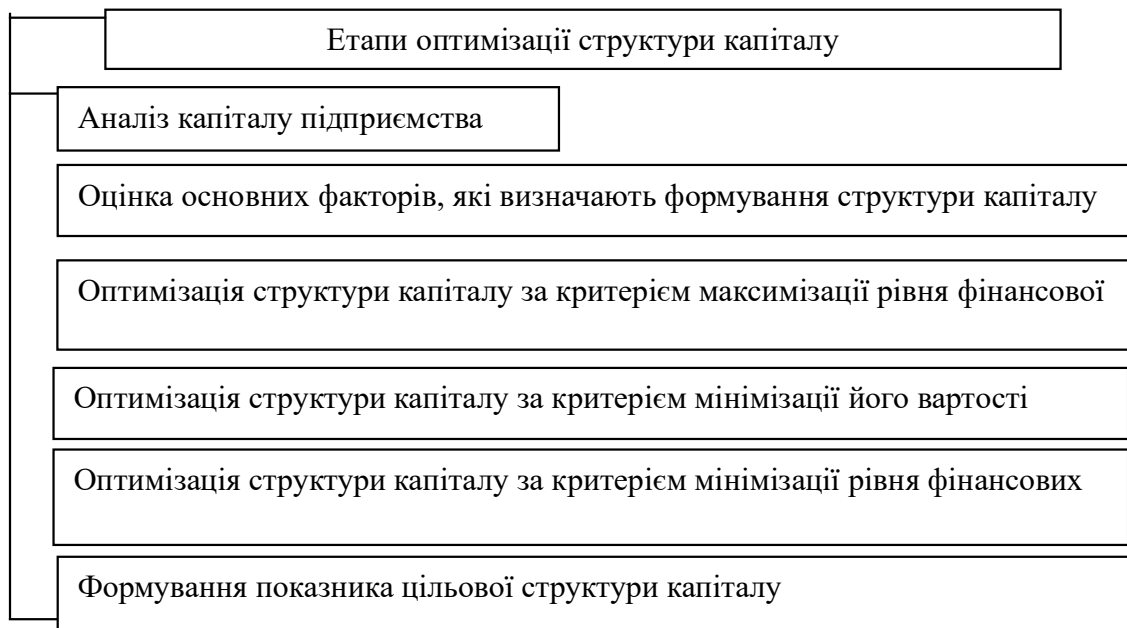 Етапи оптимізації структури капіталу
Аналіз капіталу підприємства
Оцінка основних факторів, які визначають формування структури капіталу
Оптимізація структури капіталу за критерієм максимізації рівня фінансової
Оптимізація структури капіталу за критерієм мінімізації його вартості
Оптимізація структури капіталу за критерієм мінімізації рівня фінансових
Формування показника цільової структури капіталу